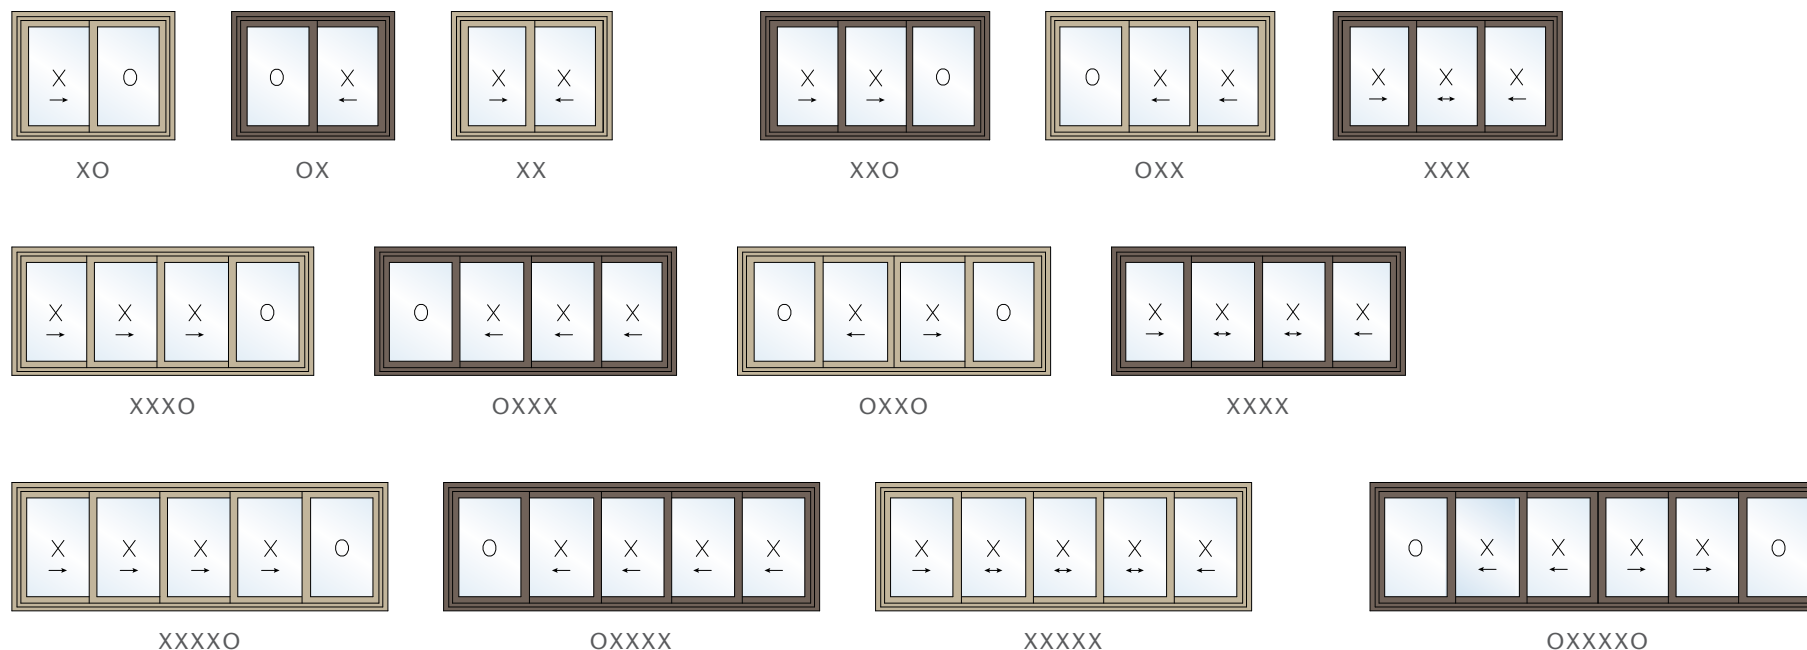 X O O X X X X X O O X X X X X
XO OX XX XXO OXX XXX
X X X O O X X X O X X O X X X X
XXXO OXXX OXXO XXXX
X X X X O O X X X X X X X X X O X X X X O
XXXXO OXXXX XXXXX OXXXXO